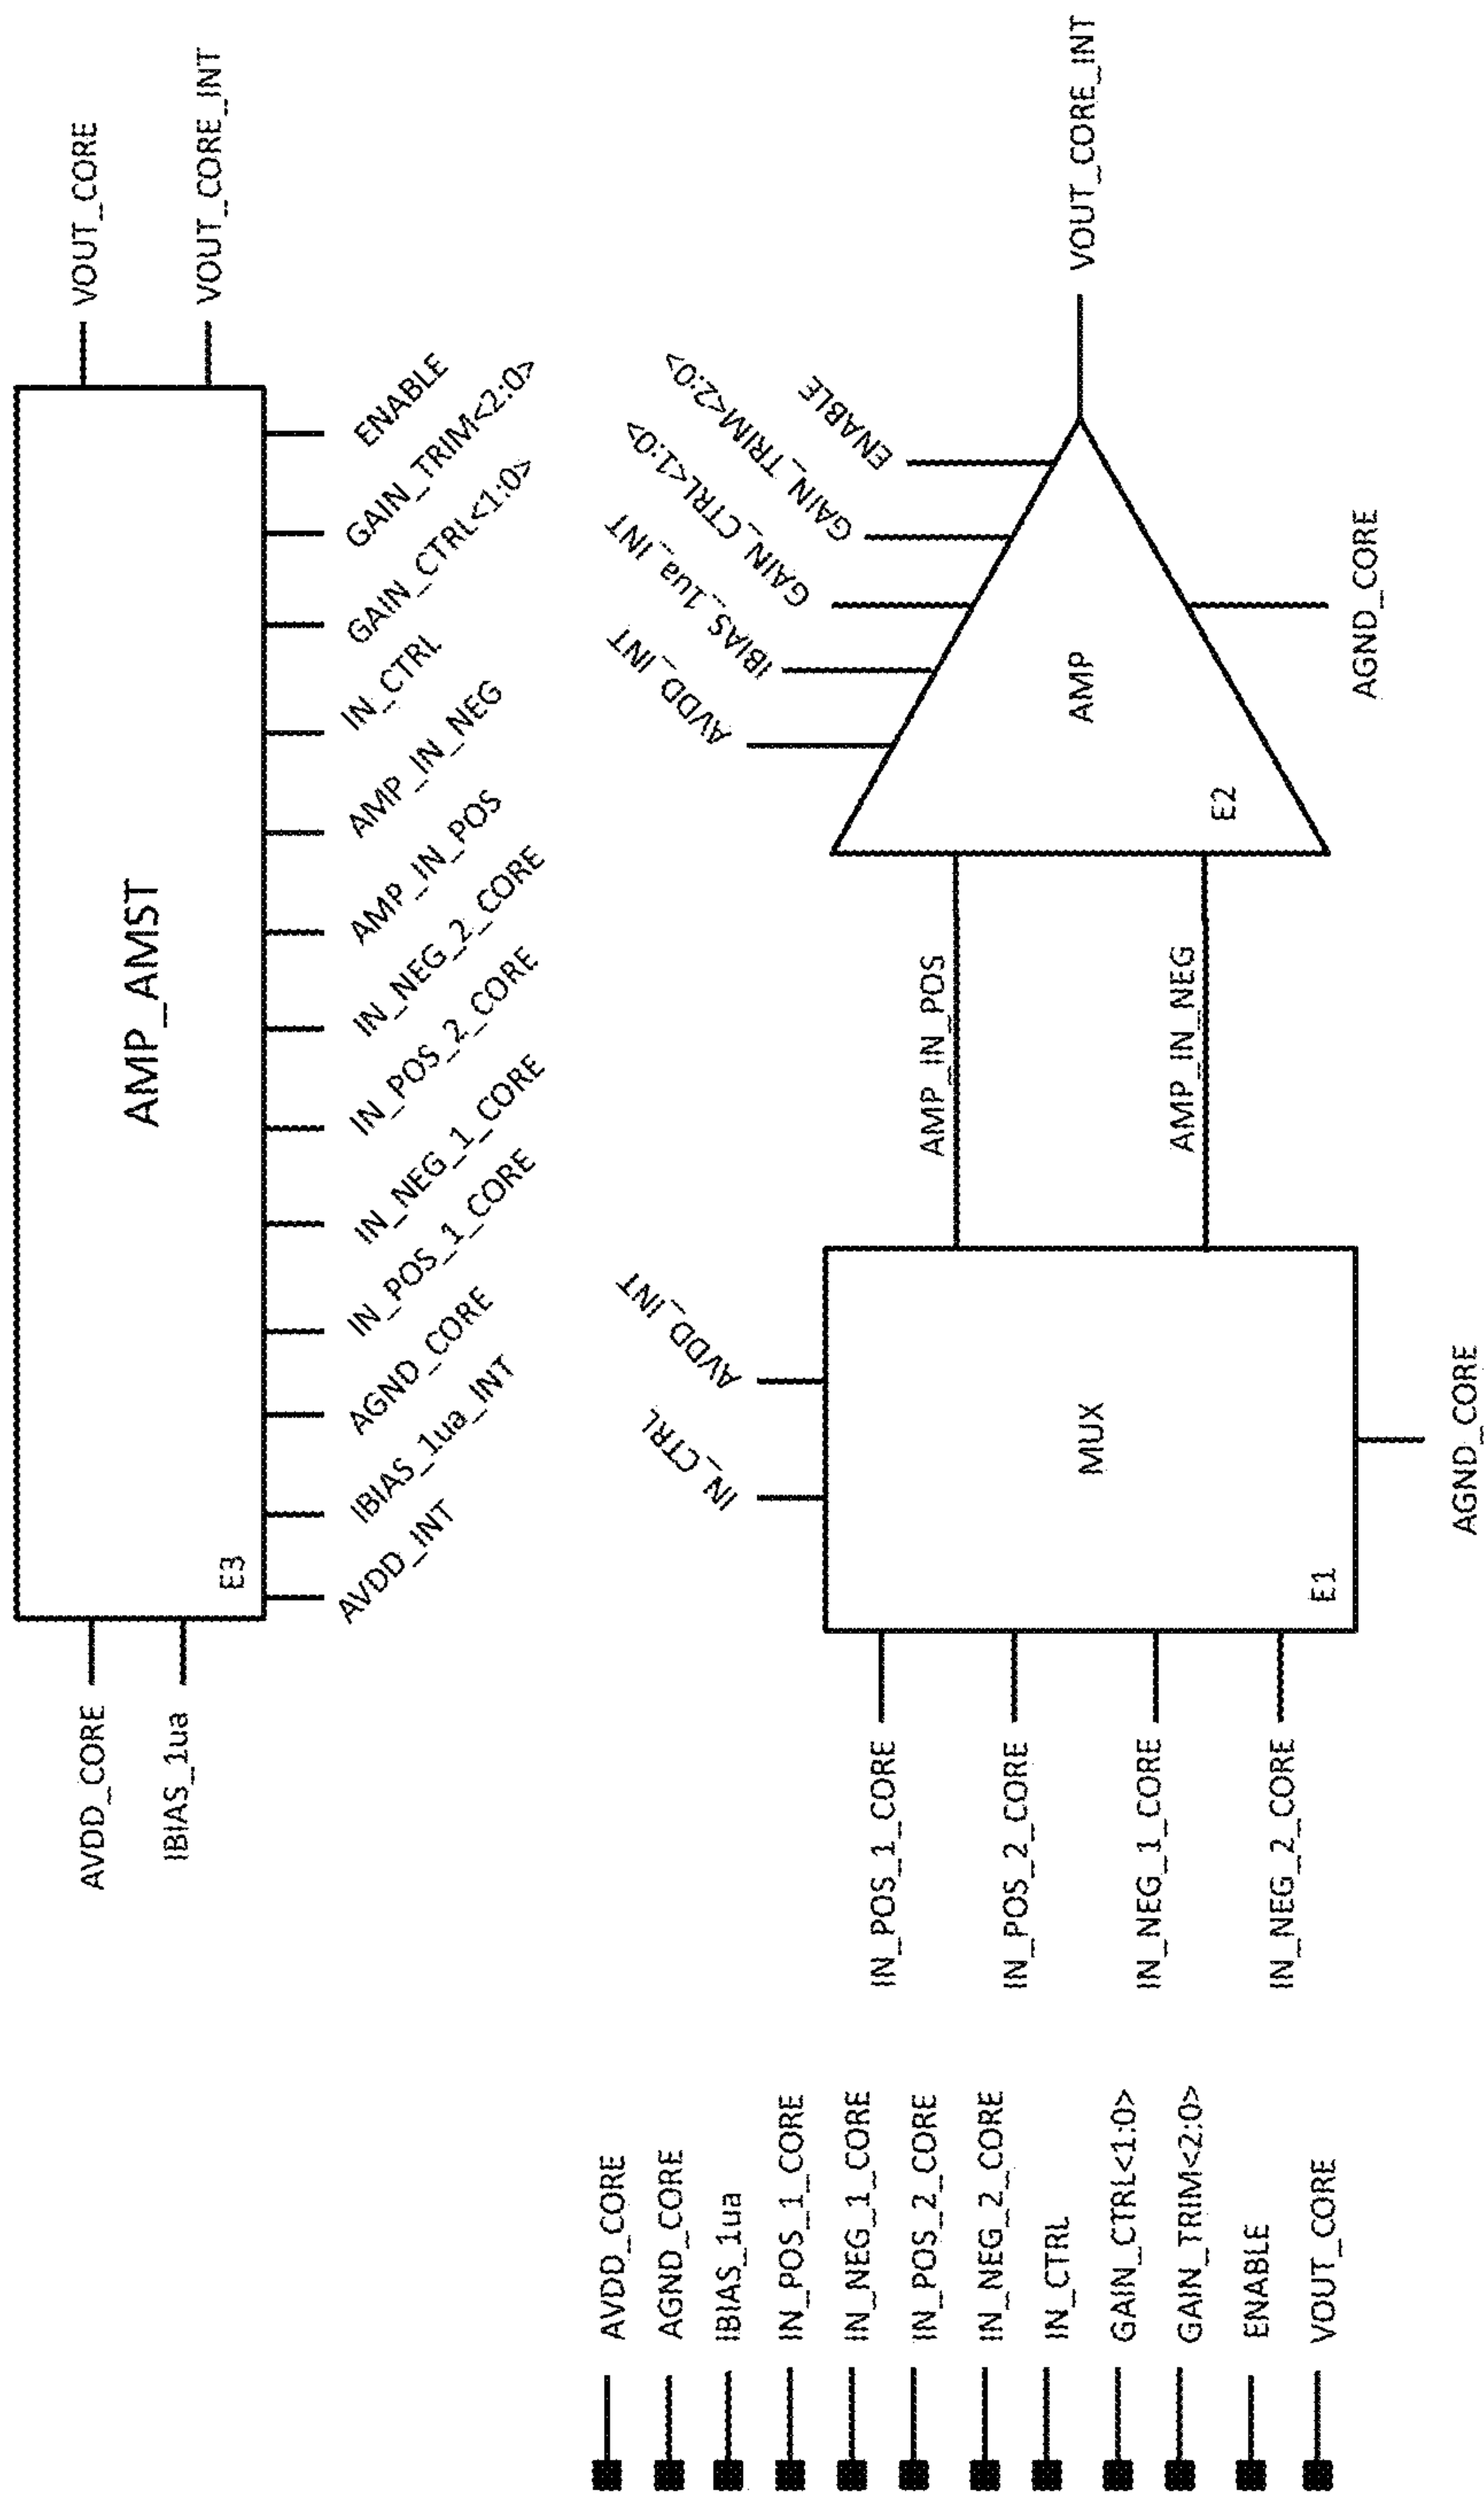 AMP_AMST
E3
AVDD_CORE
IBIAS_1ua
VOUT_CORE
VOUT_CORE_INT
AVDD_INT
IBIAS_1ua_INT
AGND_CORE
IN_POS_1_CORE
IN_NEG_1_CORE
IN_POS_2_CORE
IN_NEG_2_CORE
AMP_IN_POS
AMP_IN_NEG
IN_CTRL
GAIN_CTRL<1:0>
GAIN_TRIM<2:0>
ENABLE
AVDD_CORE
AGND_CORE
IBIAS_1ua
IN_POS_1_CORE
IN_NEG_1_CORE
IN_POS_2_CORE
IN_NEG_2_CORE
IN_CTRL
GAIN_CTRL<1:0>
GAIN_TRIM<2:0>
ENABLE
VOUT_CORE
IN_POS_1_CORE
IN_POS_2_CORE
IN_NEG_1_CORE
IN_NEG_2_CORE
IN_CTRL
AVDD_INT
MUX
E1
AGND_CORE
AMP_IN_POS
AMP_IN_NEG
AVDD_INT
IBIAS_1ua_INT
GAIN_CTRL<1:0>
GAIN_TRIM<2:0>
ENABLE
AMP
E2
AGND_CORE
VOUT_CORE_INT